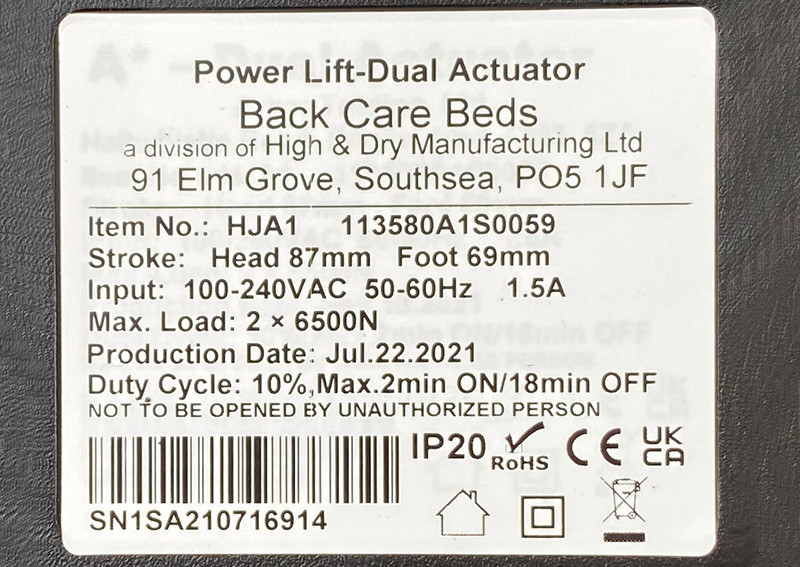 Power Lift-Dual Actuator
Back Care Beds
a division of High & Dry Manufacturing Ltd
91 Elm Grove, Southsea, PO5 1JF
Item No.: HJA1 113580A1S0059
Stroke: Head 87mm Foot 69mm
Input: 100-240VAC 50-60Hz 1.5A
Max. Load: 2 × 6500N
Production Date: Jul.22.2021
Duty Cycle: 10%,Max.2min ON/18min OFF
NOT TO BE OPENED BY UNAUTHORIZED PERSON
IP20 RoHS CE UK CA
SN1SA210716914